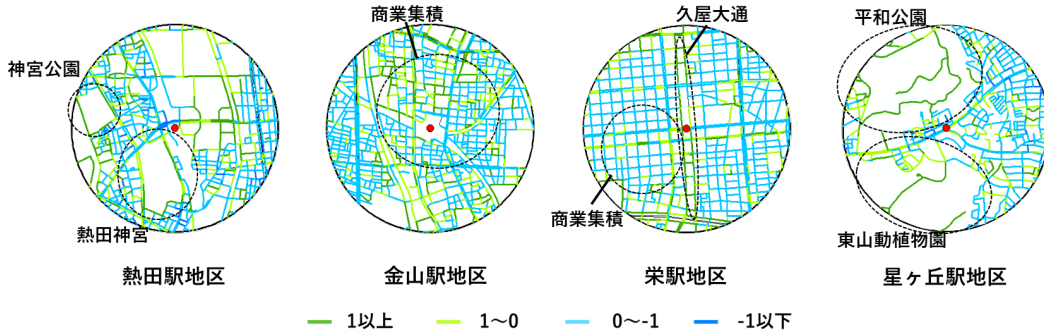 商業集積
久屋大通
平和公園
神宮公園
商業集積
熱田神宮
東山動植物園
熱田駅地区
金山駅地区
栄駅地区
星ヶ丘駅地区
1以上
1〜0
0〜-1
-1以下